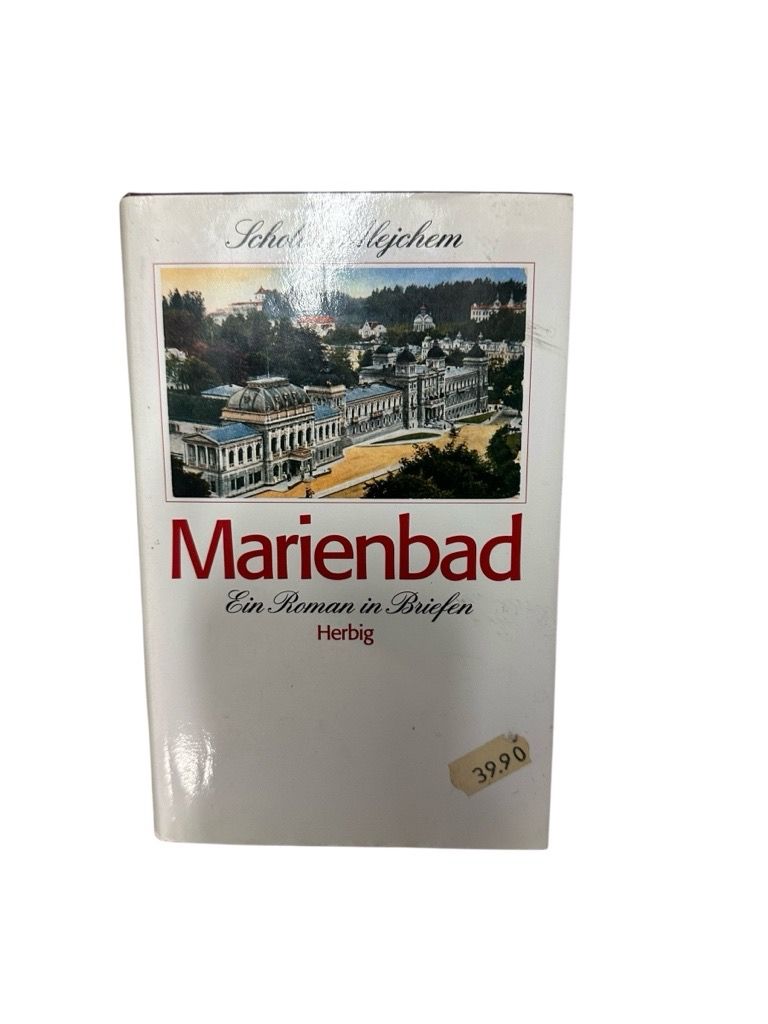 Scholem Alejchem
Marienbad
Ein Roman in Briefen
Herbig
39.90